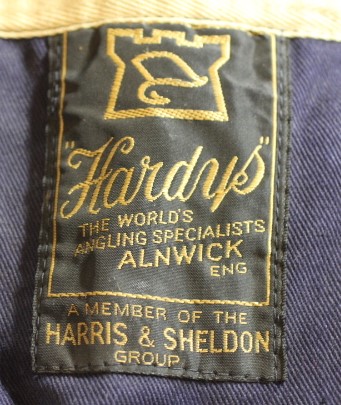 "Hardys"
THE WORLD'S
ANGLING SPECIALISTS
ALNWICK
ENG
A MEMBER OF THE
HARRIS & SHELDON
GROUP